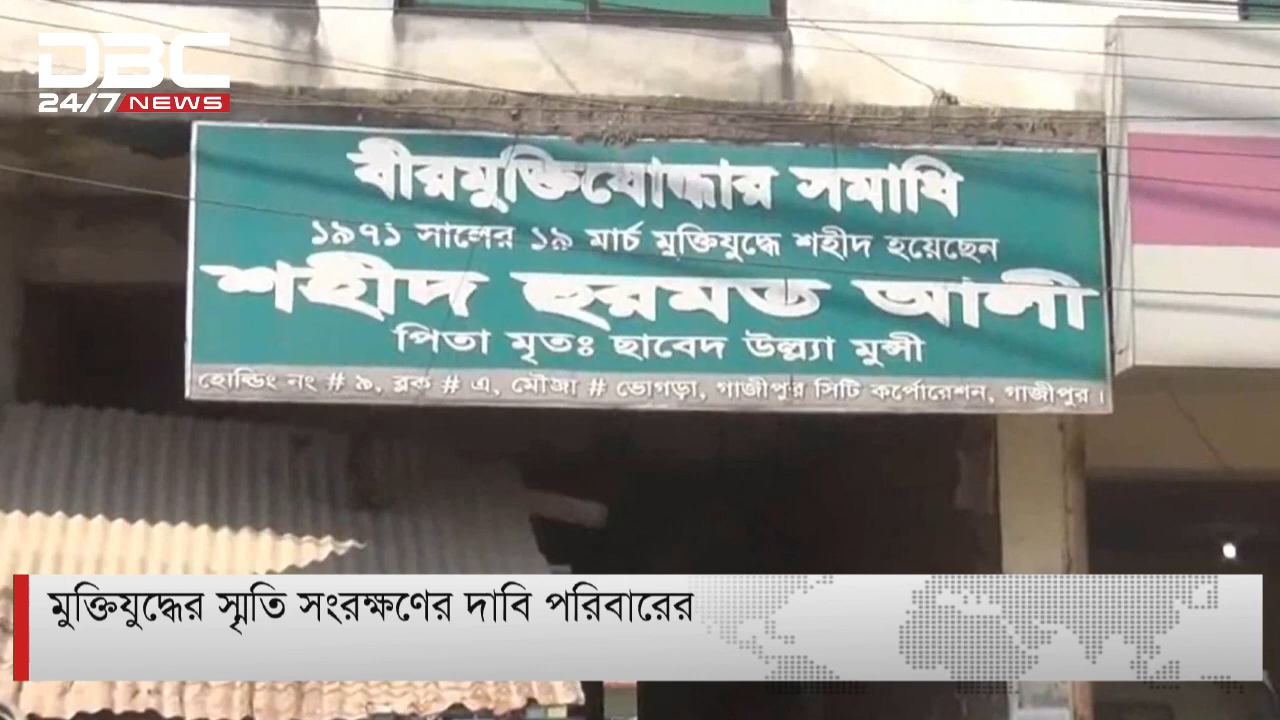 DBC
24/7 NEWS
বীরমুক্তিযোদ্ধার সমাধি
১৯৭১ সালের ১৯ মার্চ মুক্তিযুদ্ধে শহীদ হয়েছেন
শহীদ হুরমত আলী
পিতা মৃতঃ ছাবেদ উল্ল্যা মুন্সী
হোল্ডিং নং # ৯, ব্লক # এ, মৌজা # ভোগড়া, গাজীপুর সিটি কর্পোরেশন, গাজীপুর।
মুক্তিযুদ্ধের স্মৃতি সংরক্ষণের দাবি পরিবারের